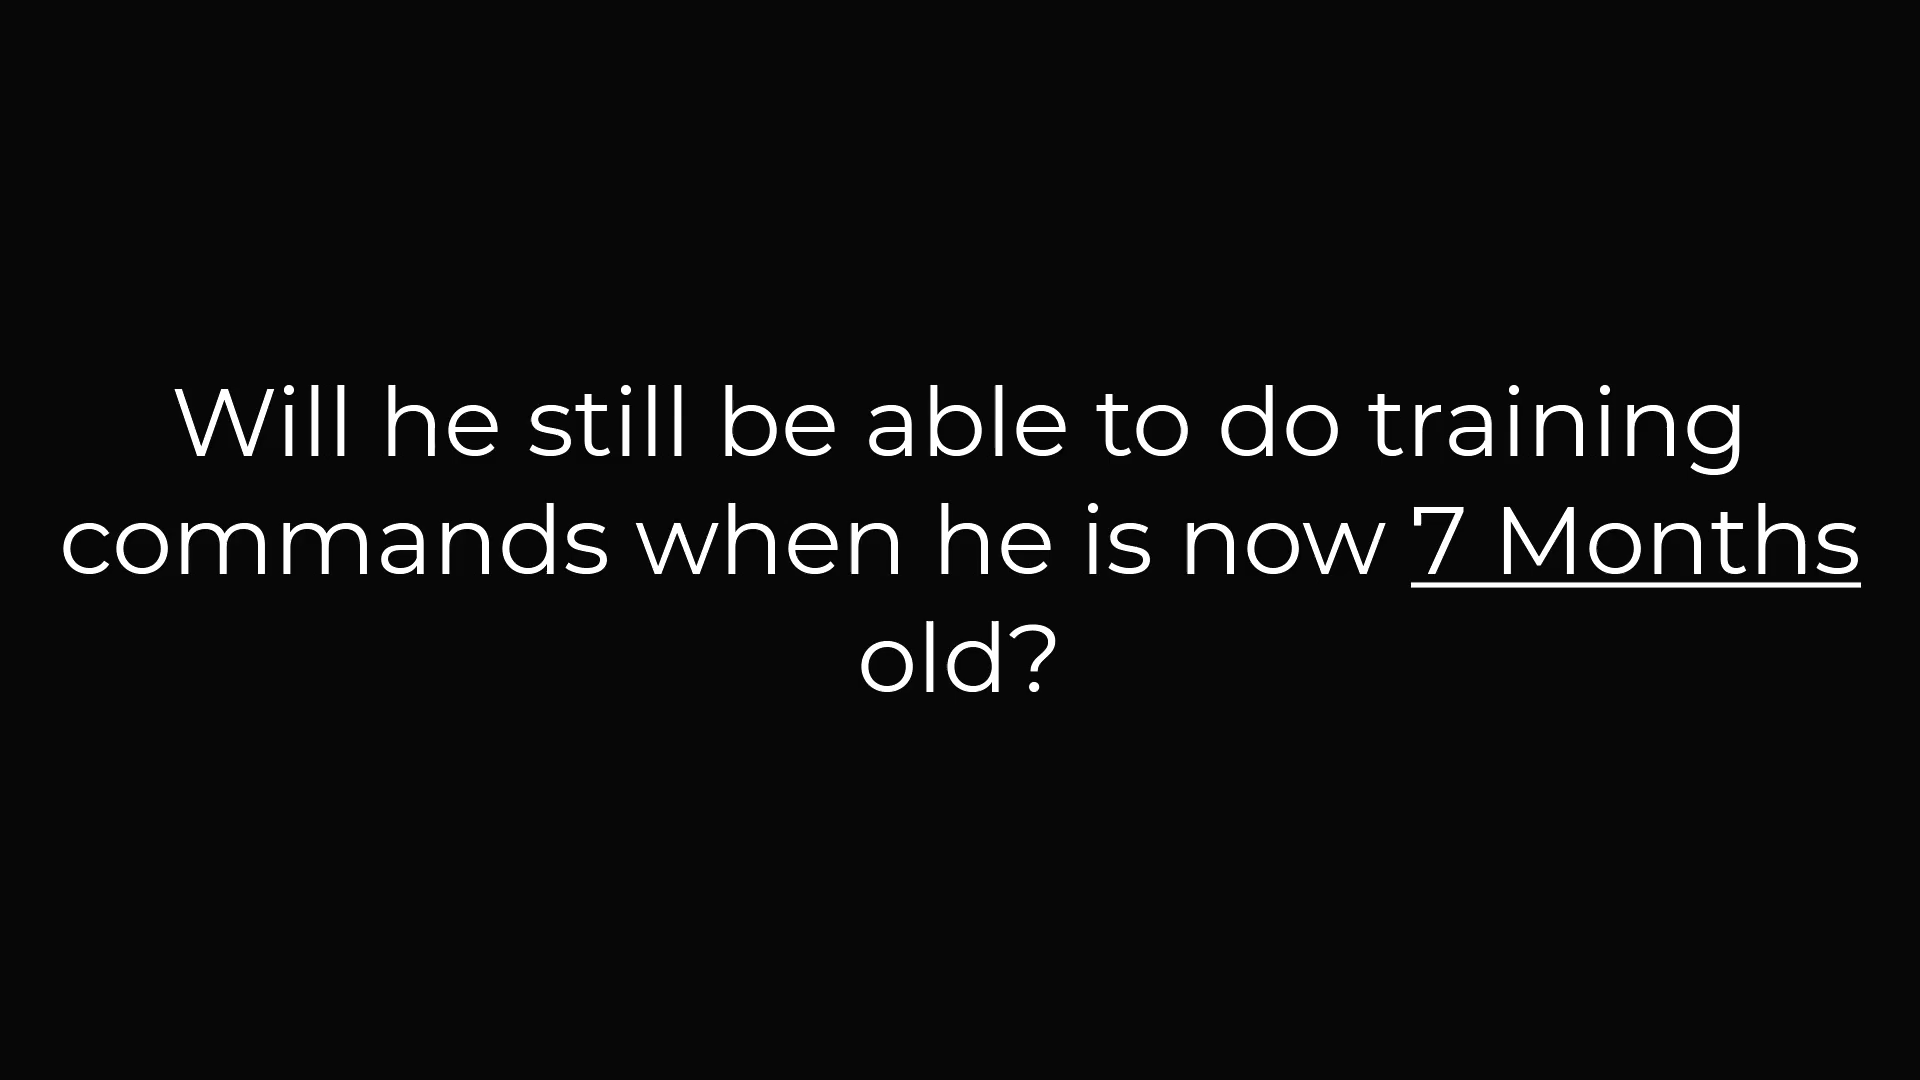 Will he still be able to do training
commands when he is now 7 Months
old?